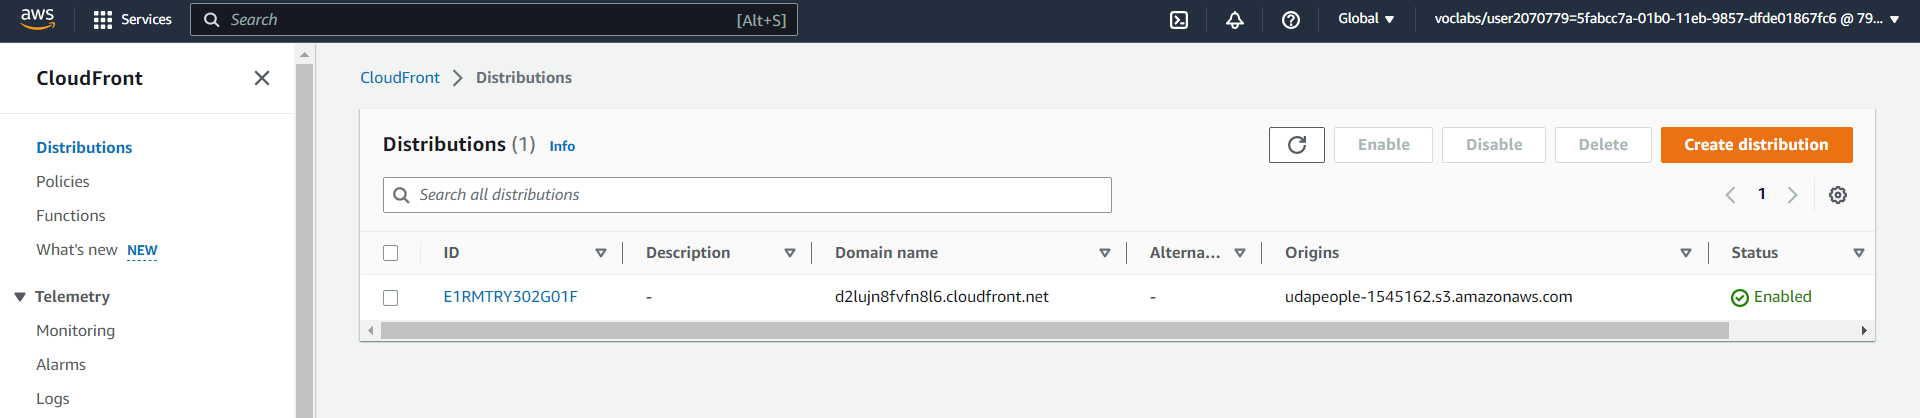 aws
Services
Search [Alt+S]
Global
voclabs/user2070779=5fabcc7a-01b0-11eb-9857-dfde01867fc6 @ 79...
CloudFront
Distributions
Policies
Functions
What's new NEW
Telemetry
Monitoring
Alarms
Logs
CloudFront > Distributions
Distributions (1) Info
Enable
Disable
Delete
Create distribution
Search all distributions
1
ID Description Domain name Alterna... Origins Status
E1RMTRY302G01F - d2lujn8fvfn8l6.cloudfront.net - udapeople-1545162.s3.amazonaws.com Enabled